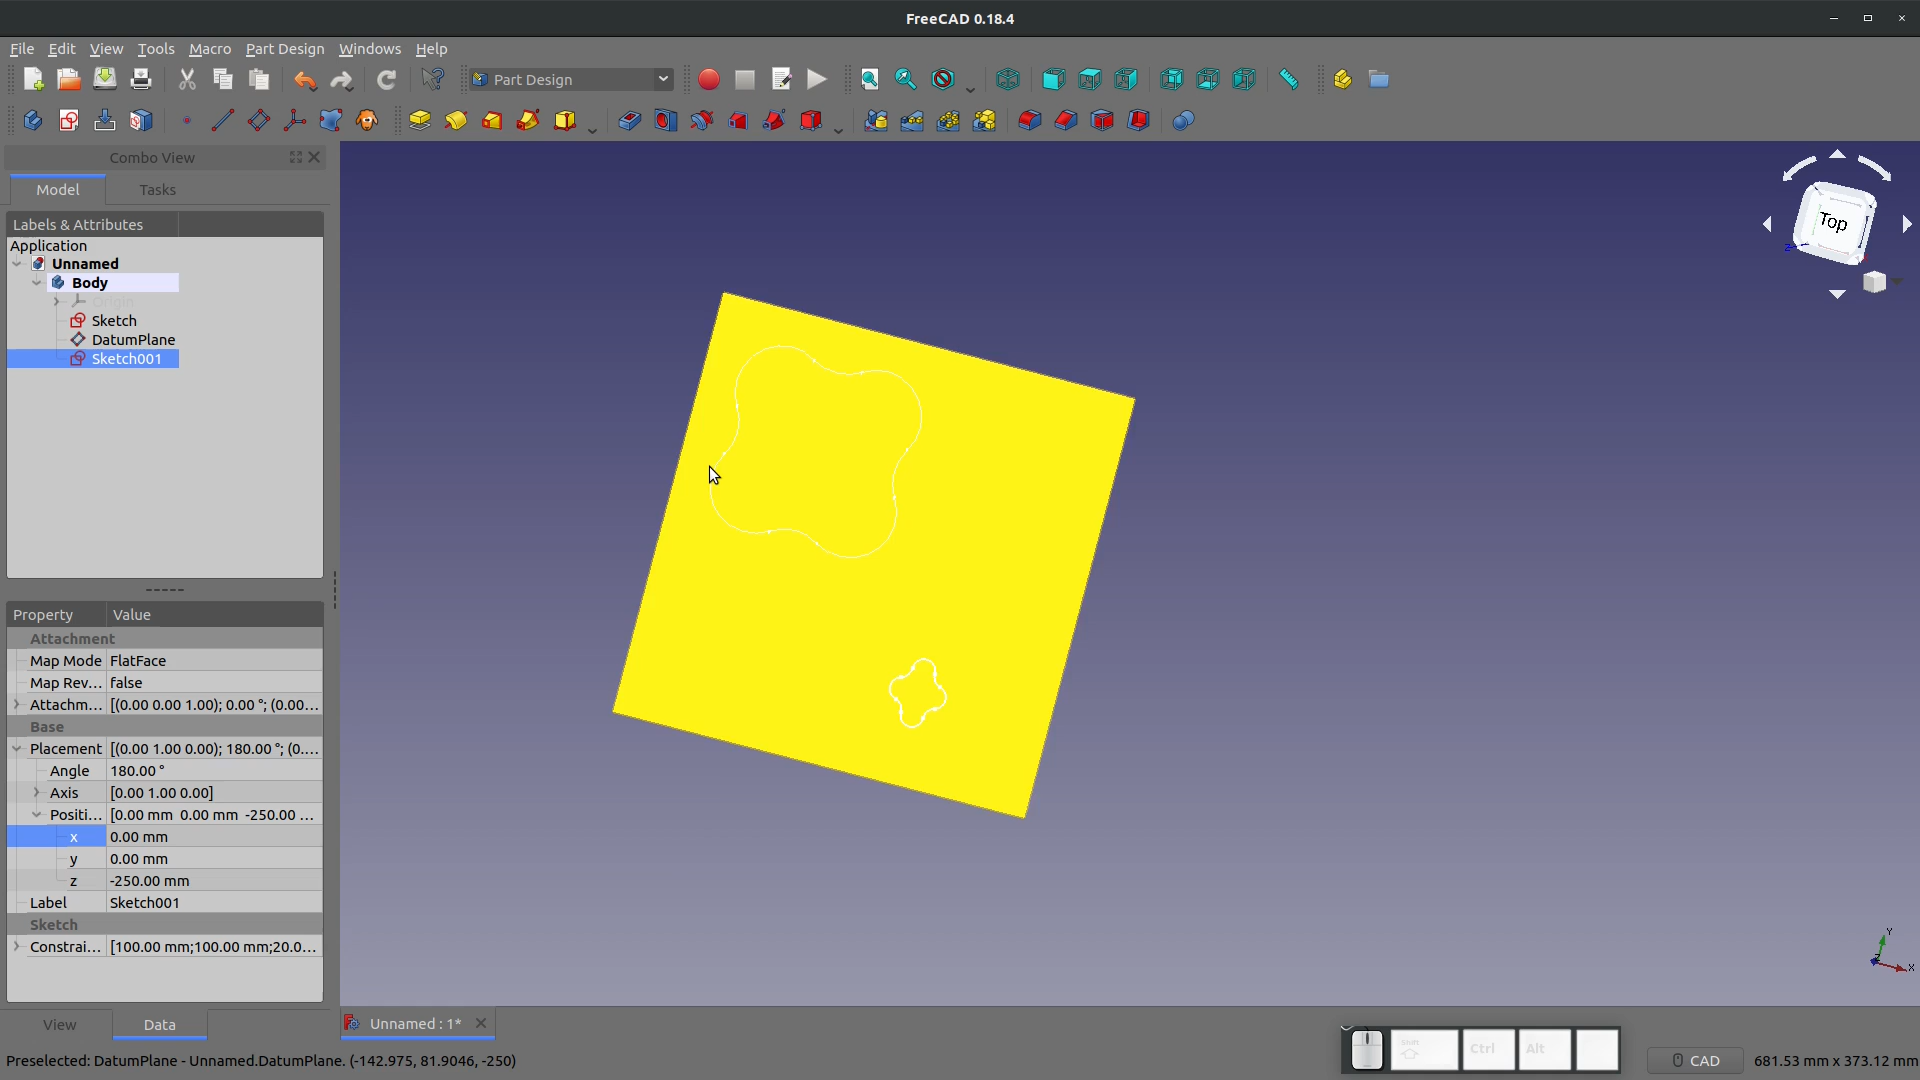 FreeCAD 0.18.4
File Edit View Tools Macro Part Design Windows Help
Part Design
Combo View
Model Tasks
Labels & Attributes
Application
Unnamed
Body
Origin
Sketch
DatumPlane
Sketch001
Top
Z
Property Value
Attachment
Map Mode FlatFace
Map Rev... false
Attachm... [(0.00 0.00 1.00); 0.00 °; (0.00...
Base
Placement [(0.00 1.00 0.00); 180.00 °; (0....
Angle 180.00 °
Axis [0.00 1.00 0.00]
Positi... [0.00 mm 0.00 mm -250.00 ...
x 0.00 mm
y 0.00 mm
z -250.00 mm
Label Sketch001
Sketch
Constrai... [100.00 mm;100.00 mm;20.0...
Y
Z
X
View Data
Unnamed : 1*
Shift Ctrl Alt
Preselected: DatumPlane - Unnamed.DatumPlane. (-142.975, 81.9046, -250)
CAD 681.53 mm x 373.12 mm